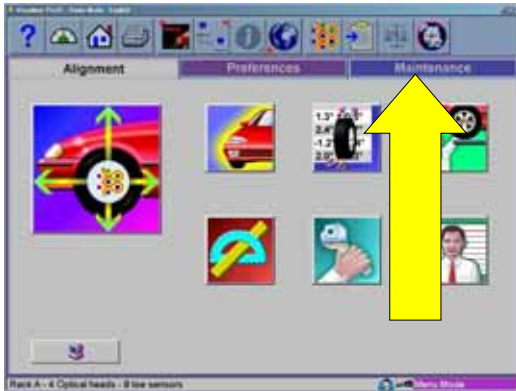 ?
Alignment
Preferences
Maintenance
1.3°
2.4°
-1.2°
2.0°
Rack A - 4 Optical heads - 8 toe sensors
Menu Mode